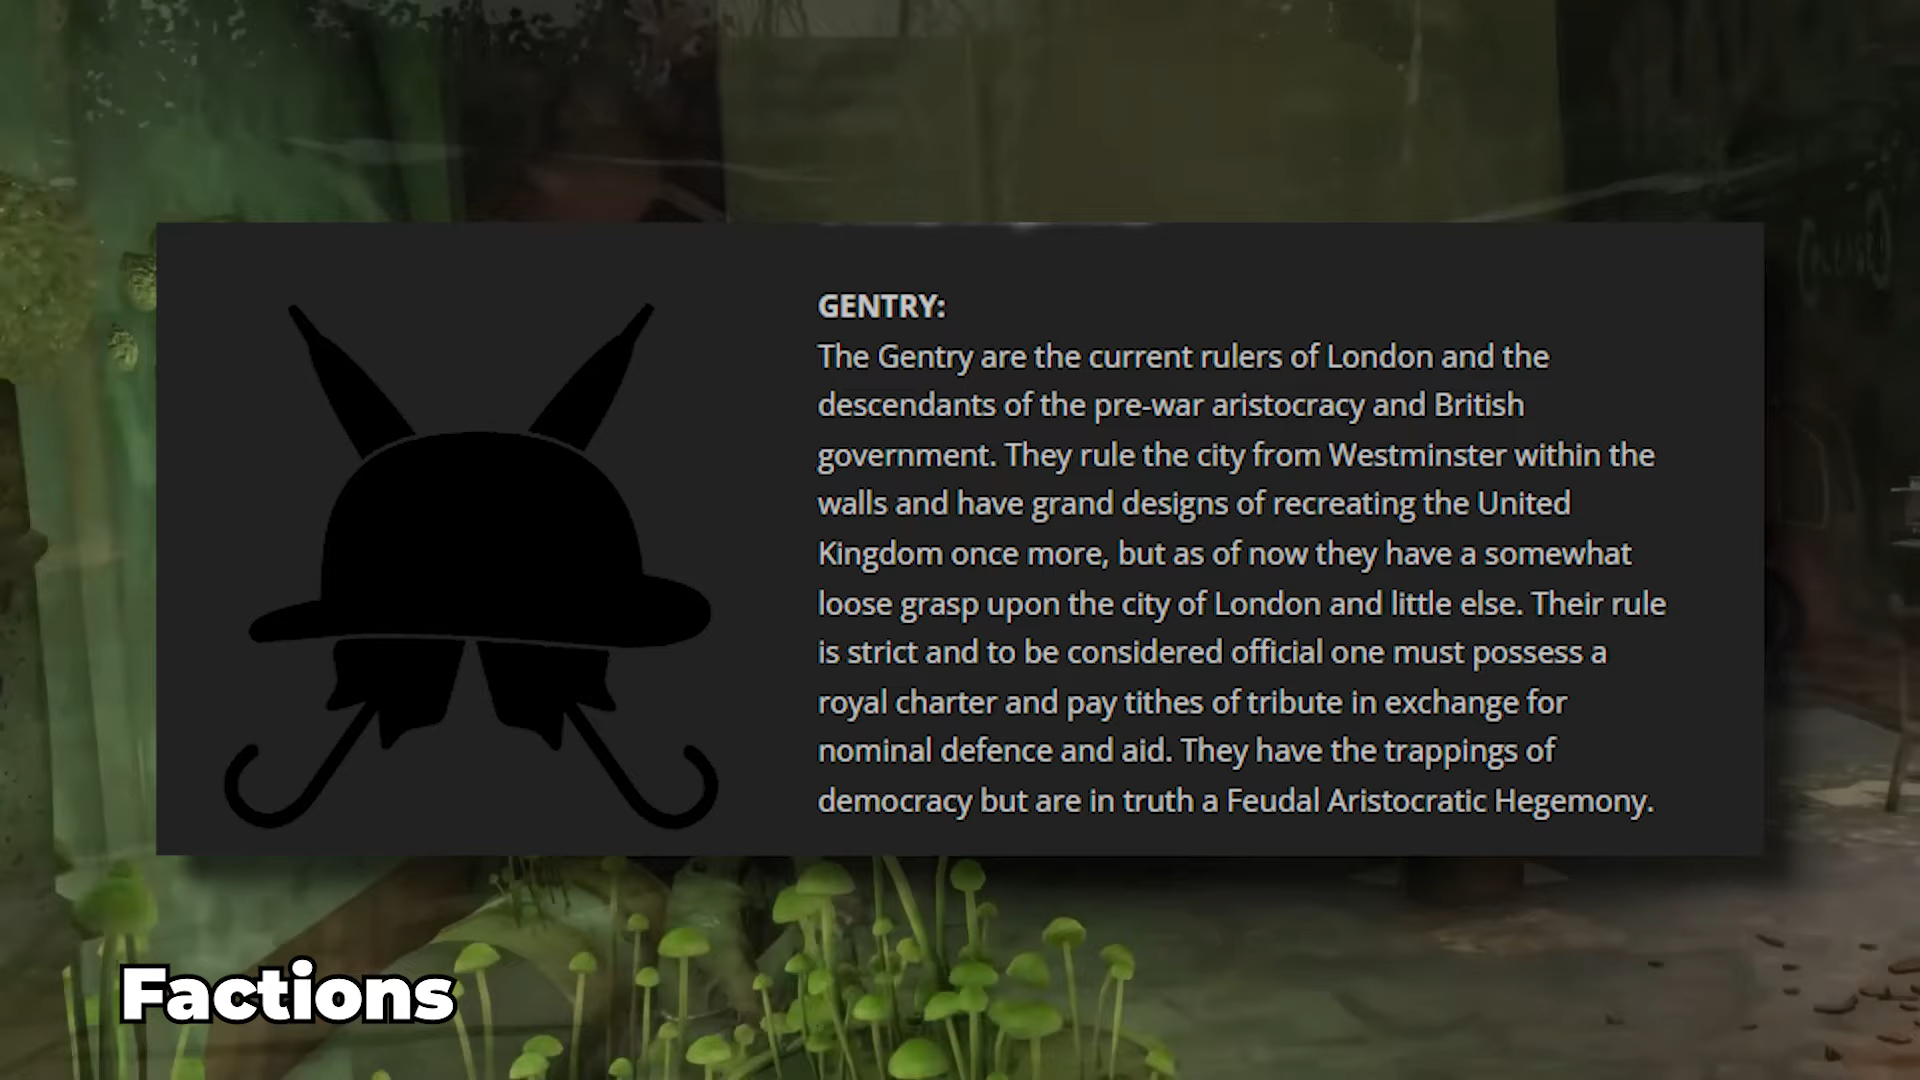 GENTRY:
The Gentry are the current rulers of London and the
descendants of the pre-war aristocracy and British
government. They rule the city from Westminster within the
walls and have grand designs of recreating the United
Kingdom once more, but as of now they have a somewhat
loose grasp upon the city of London and little else. Their rule
is strict and to be considered official one must possess a
royal charter and pay tithes of tribute in exchange for
nominal defence and aid. They have the trappings of
democracy but are in truth a Feudal Aristocratic Hegemony.
Factions